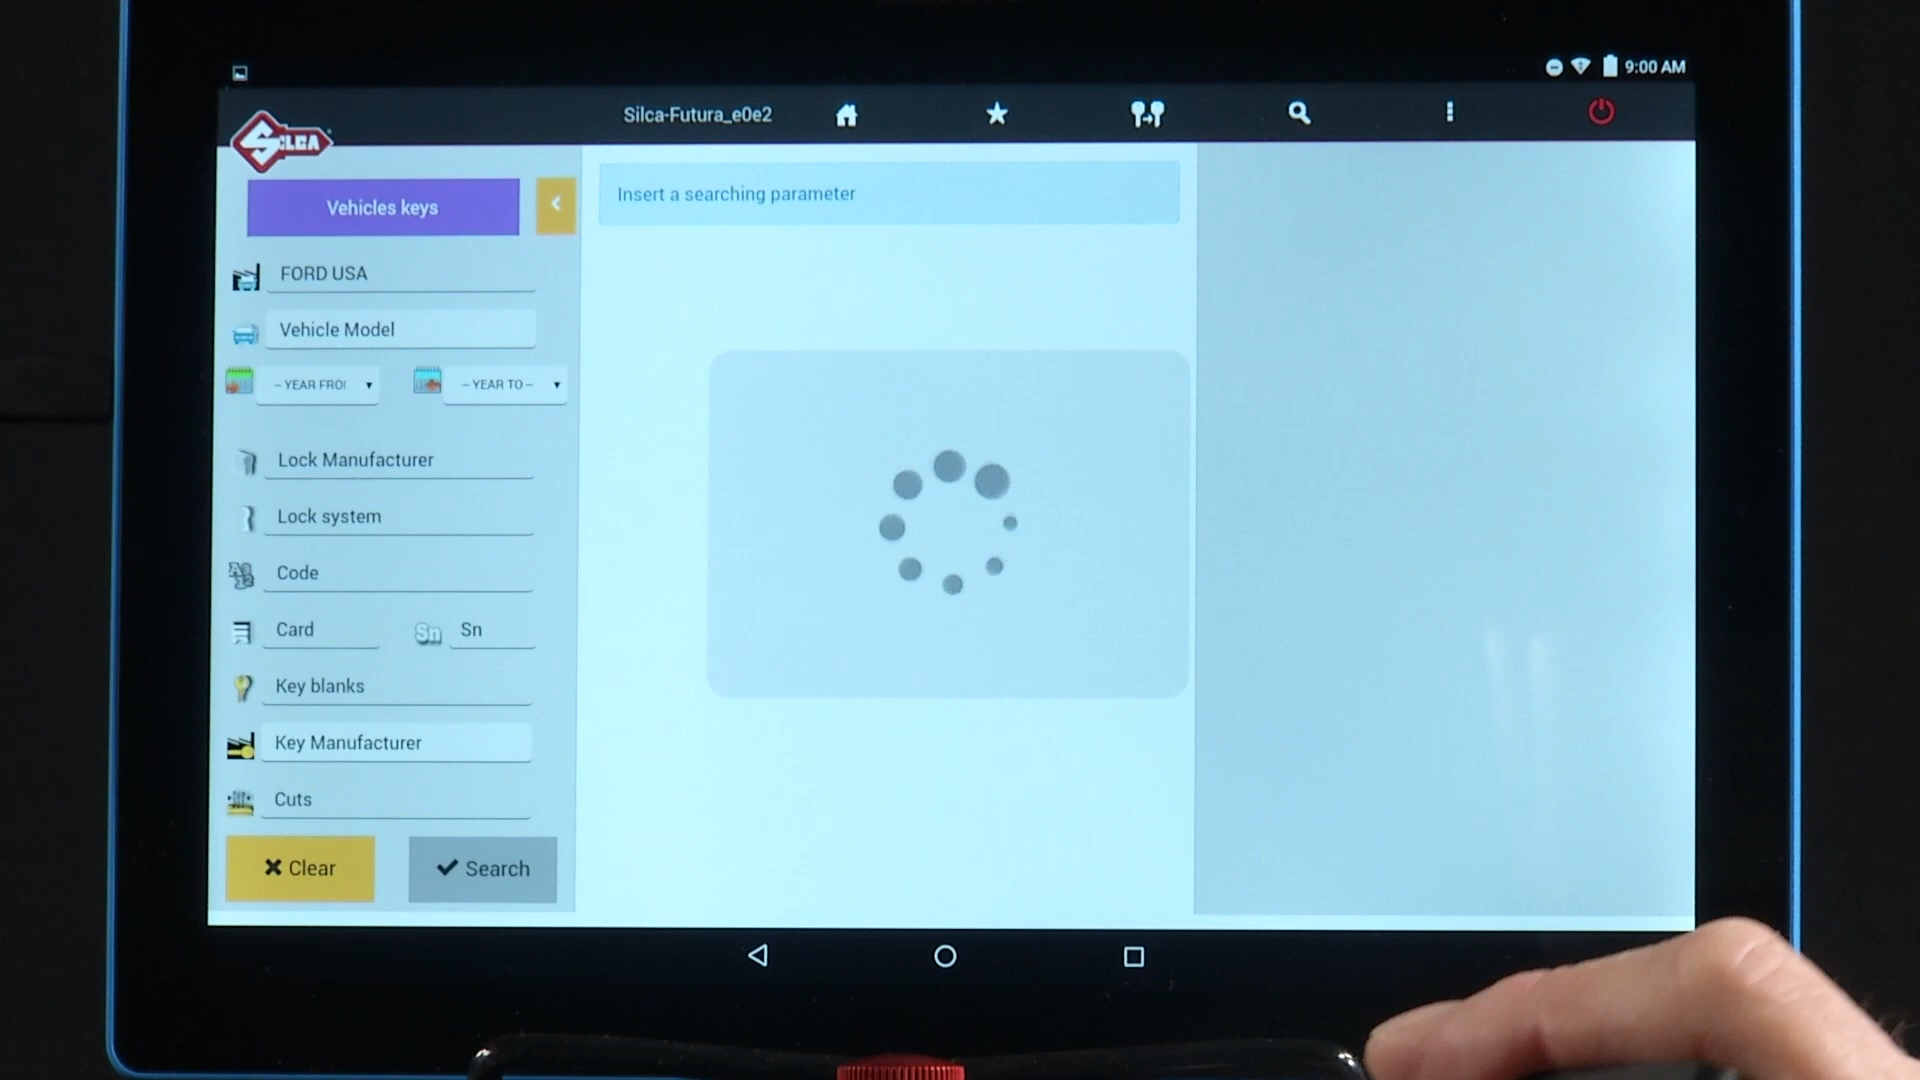 9:00 AM
SILCA
Silca-Futura_e0e2
Vehicles keys
Insert a searching parameter
FORD USA
Vehicle Model
-- YEAR FROI
-- YEAR TO --
Lock Manufacturer
Lock system
Code
Card
Sn
Sn
Key blanks
Key Manufacturer
Cuts
Clear
Search